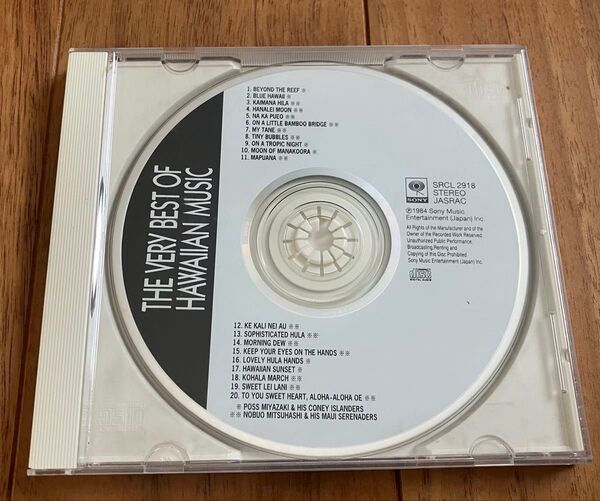 THE VERY BEST OF
HAWAIIAN MUSIC
1. BEYOND THE REEF ※
2. BLUE HAWAII ※
3. KAIMANA HILA ※※
4. HANALEI MOON ※※
5. NA KA PUEO ※※
6. ON A LITTLE BAMBOO BRIDGE ※※
7. MY TANE ※※
8. TINY BUBBLES ※※
9. ON A TROPIC NIGHT ※
10. MOON OF MANAKOORA ※
11. MAPUANA ※※
SONY
SRCL 2918
STEREO
JASRAC
Ⓟ1984 Sony Music
Entertainment (Japan) Inc.
All Rights of the Manufacturer and of the
Owner of the Recorded Work Reserved.
Unauthorized Public Performance,
Broadcasting,Renting and
Copying of this Disc Prohibited.
Sony Music Entertainment (Japan) Inc.
COMPACT
disc
DIGITAL AUDIO
12. KE KALI NEI AU ※※
13. SOPHISTICATED HULA ※※
14. MORNING DEW ※※
15. KEEP YOUR EYES ON THE HANDS ※※
16. LOVELY HULA HANDS ※
17. HAWAIIAN SUNSET ※
18. KOHALA MARCH ※※
19. SWEET LEI LANI ※
20. TO YOU SWEET HEART, ALOHA-ALOHA OE ※※
※ POSS MIYAZAKI & HIS CONEY ISLANDERS
※※ NOBUO MITSUHASHI & HIS MAUI SERENADERS